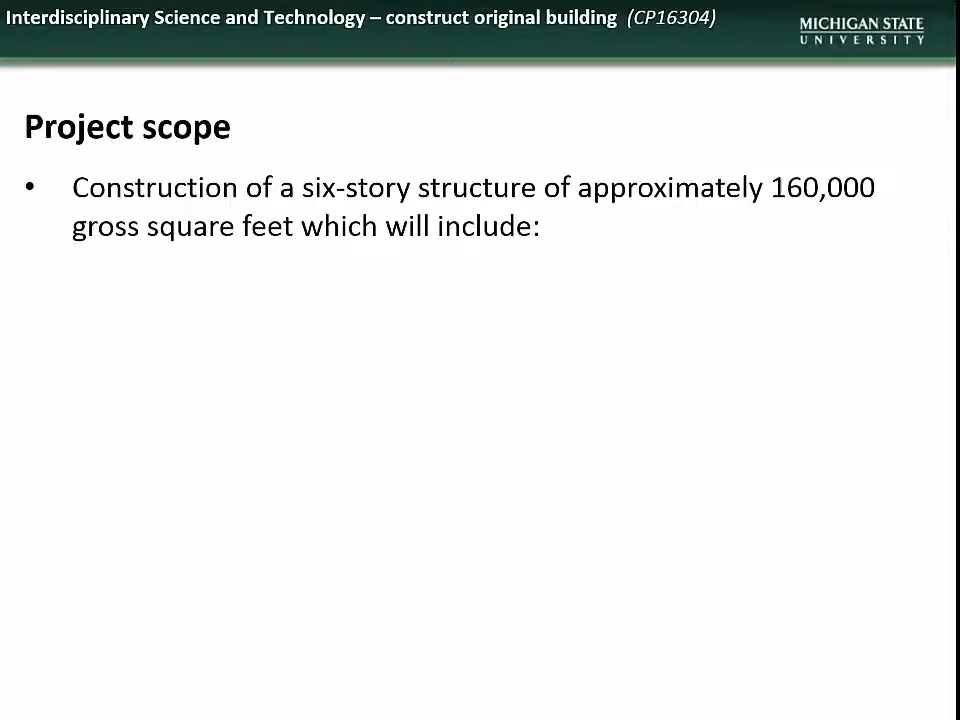 Interdisciplinary Science and Technology – construct original building (CP16304)
MICHIGAN STATE
UNIVERSITY
Project scope
• Construction of a six-story structure of approximately 160,000
gross square feet which will include: